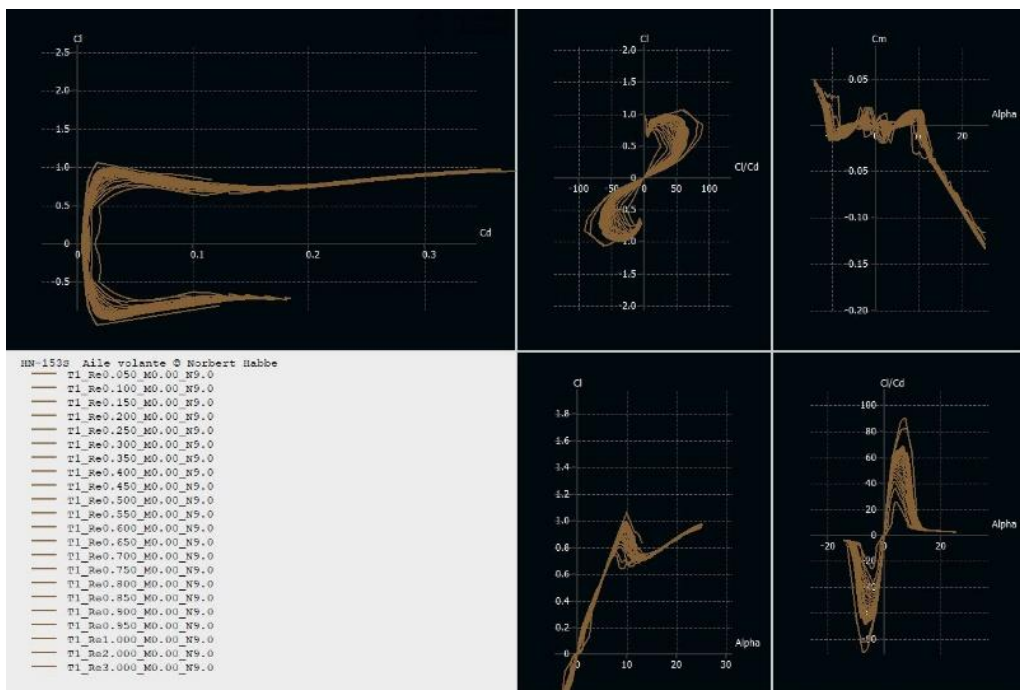 Cl
2.5
2.0
1.5
1.0
0.5
0
-0.5
0.1
0.2
0.3
Cd
Cl
2.0
1.5
1.0
0.5
0.0
-0.5
-1.0
-1.5
-2.0
-100
-50
0
50
100
Cl/Cd
Cm
0.05
-0.05
-0.10
-0.15
-0.20
-10
0
10
20
Alpha
HN-153S Aile volante © Norbert Habbe
T1_Re0.050_M0.00_N9.0
T1_Re0.100_M0.00_N9.0
T1_Re0.150_M0.00_N9.0
T1_Re0.200_M0.00_N9.0
T1_Re0.250_M0.00_N9.0
T1_Re0.300_M0.00_N9.0
T1_Re0.350_M0.00_N9.0
T1_Re0.400_M0.00_N9.0
T1_Re0.450_M0.00_N9.0
T1_Re0.500_M0.00_N9.0
T1_Re0.550_M0.00_N9.0
T1_Re0.600_M0.00_N9.0
T1_Re0.650_M0.00_N9.0
T1_Re0.700_M0.00_N9.0
T1_Re0.750_M0.00_N9.0
T1_Re0.800_M0.00_N9.0
T1_Re0.850_M0.00_N9.0
T1_Re0.900_M0.00_N9.0
T1_Re0.950_M0.00_N9.0
T1_Re1.000_M0.00_N9.0
T1_Re2.000_M0.00_N9.0
T1_Re3.000_M0.00_N9.0
Cl
1.8
1.6
1.4
1.2
1.0
0.8
0.6
0.4
0.2
0
0
10
20
30
Alpha
Cl/Cd
100
80
60
40
20
0
-20
0
20
Alpha